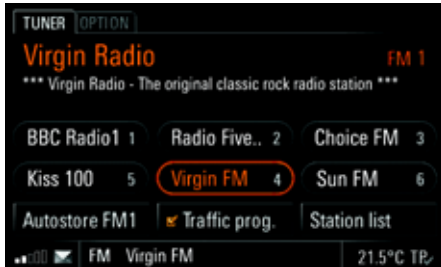 TUNER OPTION
Virgin Radio FM 1
*** Virgin Radio - The original classic rock radio station ***
BBC Radio1 1 Radio Five.. 2 Choice FM 3
Kiss 100 5 Virgin FM 4 Sun FM 6
Autostore FM1 Traffic prog. Station list
FM Virgin FM 21.5°C TP